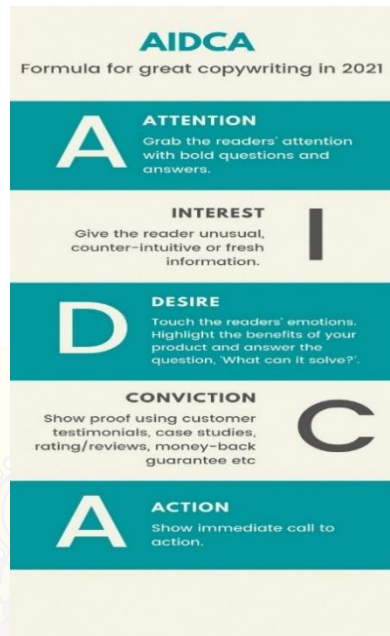 AIDCA
Formula for great copywriting in 2021
A
ATTENTION
Grab the readers' attention
with bold questions and
answers.
INTEREST
Give the reader unusual,
counter-intuitive or fresh
information.
I
D
DESIRE
Touch the readers' emotions.
Highlight the benefits of your
product and answer the
question, 'What can it solve?'.
CONVICTION
Show proof using customer
testimonials, case studies,
rating/reviews, money-back
guarantee etc
C
A
ACTION
Show immediate call to
action.